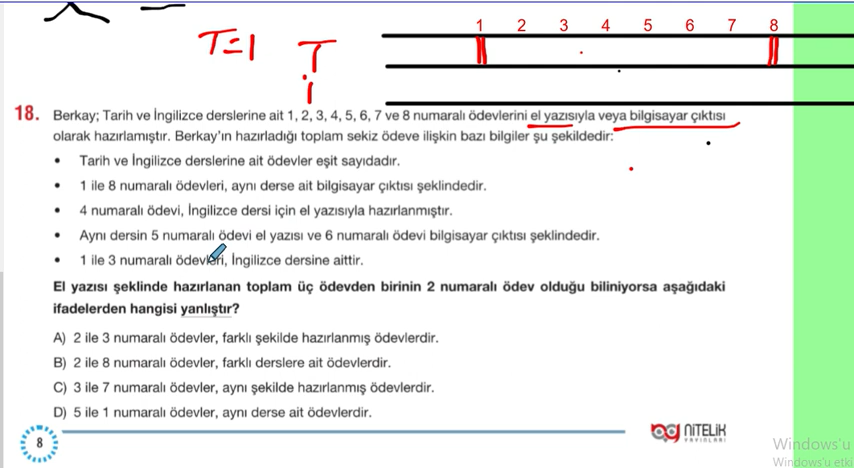 T=1 T
i
1 2 3 4 5 6 7 8
18. Berkay; Tarih ve İngilizce derslerine ait 1, 2, 3, 4, 5, 6, 7 ve 8 numaralı ödevlerini el yazısıyla veya bilgisayar çıktısı
olarak hazırlamıştır. Berkay'ın hazırladığı toplam sekiz ödeve ilişkin bazı bilgiler şu şekildedir:
• Tarih ve İngilizce derslerine ait ödevler eşit sayıdadır.
• 1 ile 8 numaralı ödevleri, aynı derse ait bilgisayar çıktısı şeklindedir.
• 4 numaralı ödevi, İngilizce dersi için el yazısıyla hazırlanmıştır.
• Aynı dersin 5 numaralı ödevi el yazısı ve 6 numaralı ödevi bilgisayar çıktısı şeklindedir.
• 1 ile 3 numaralı ödevleri, İngilizce dersine aittir.
El yazısı şeklinde hazırlanan toplam üç ödevden birinin 2 numaralı ödev olduğu biliniyorsa aşağıdaki
ifadelerden hangisi yanlıştır?
A) 2 ile 3 numaralı ödevler, farklı şekilde hazırlanmış ödevlerdir.
B) 2 ile 8 numaralı ödevler, farklı derslere ait ödevlerdir.
C) 3 ile 7 numaralı ödevler, aynı şekilde hazırlanmış ödevlerdir.
D) 5 ile 1 numaralı ödevler, aynı derse ait ödevlerdir.
8
NİTELİK
YAYINLARI
Windows'u
Windows'u etki